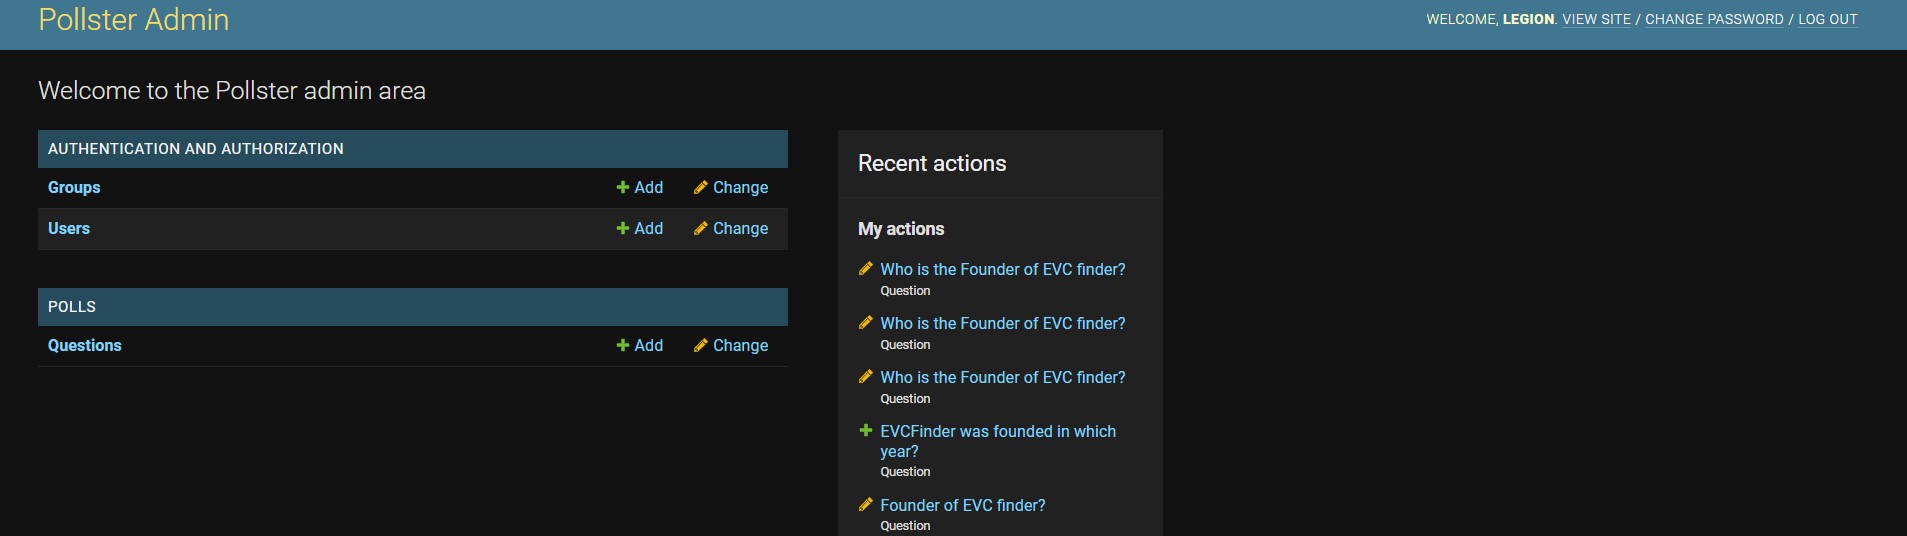 Pollster Admin
WELCOME, LEGION. VIEW SITE / CHANGE PASSWORD / LOG OUT
Welcome to the Pollster admin area
AUTHENTICATION AND AUTHORIZATION
Groups Add Change
Users Add Change
POLLS
Questions Add Change
Recent actions
My actions
Who is the Founder of EVC finder?
Question
Who is the Founder of EVC finder?
Question
Who is the Founder of EVC finder?
Question
EVCFinder was founded in which
year?
Question
Founder of EVC finder?
Question